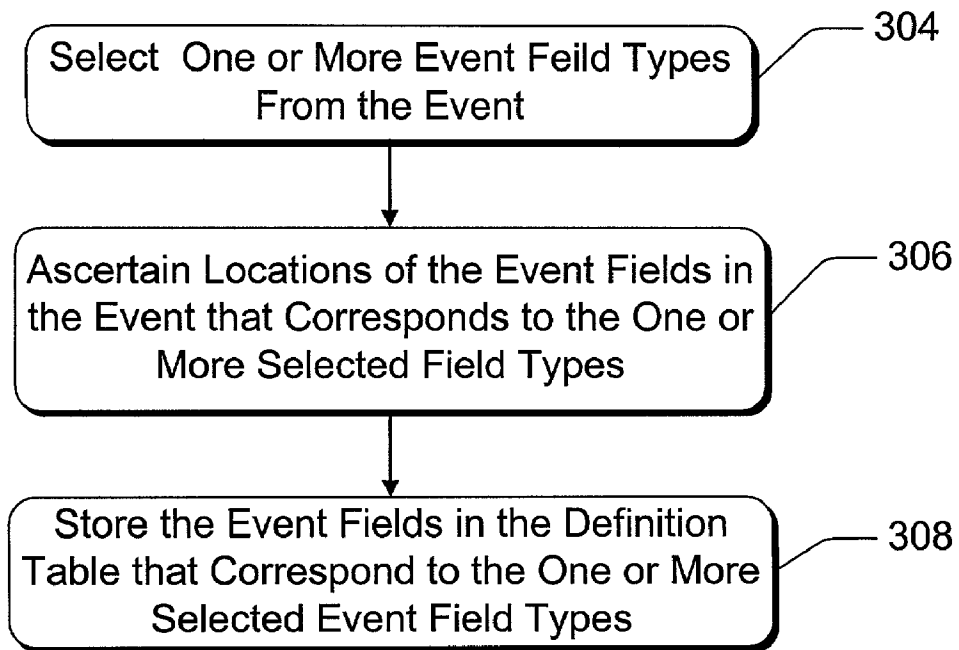 304
Select One or More Event Feild Types
From the Event
306
Ascertain Locations of the Event Fields in
the Event that Corresponds to the One or
More Selected Field Types
308
Store the Event Fields in the Definition
Table that Correspond to the One or More
Selected Event Field Types